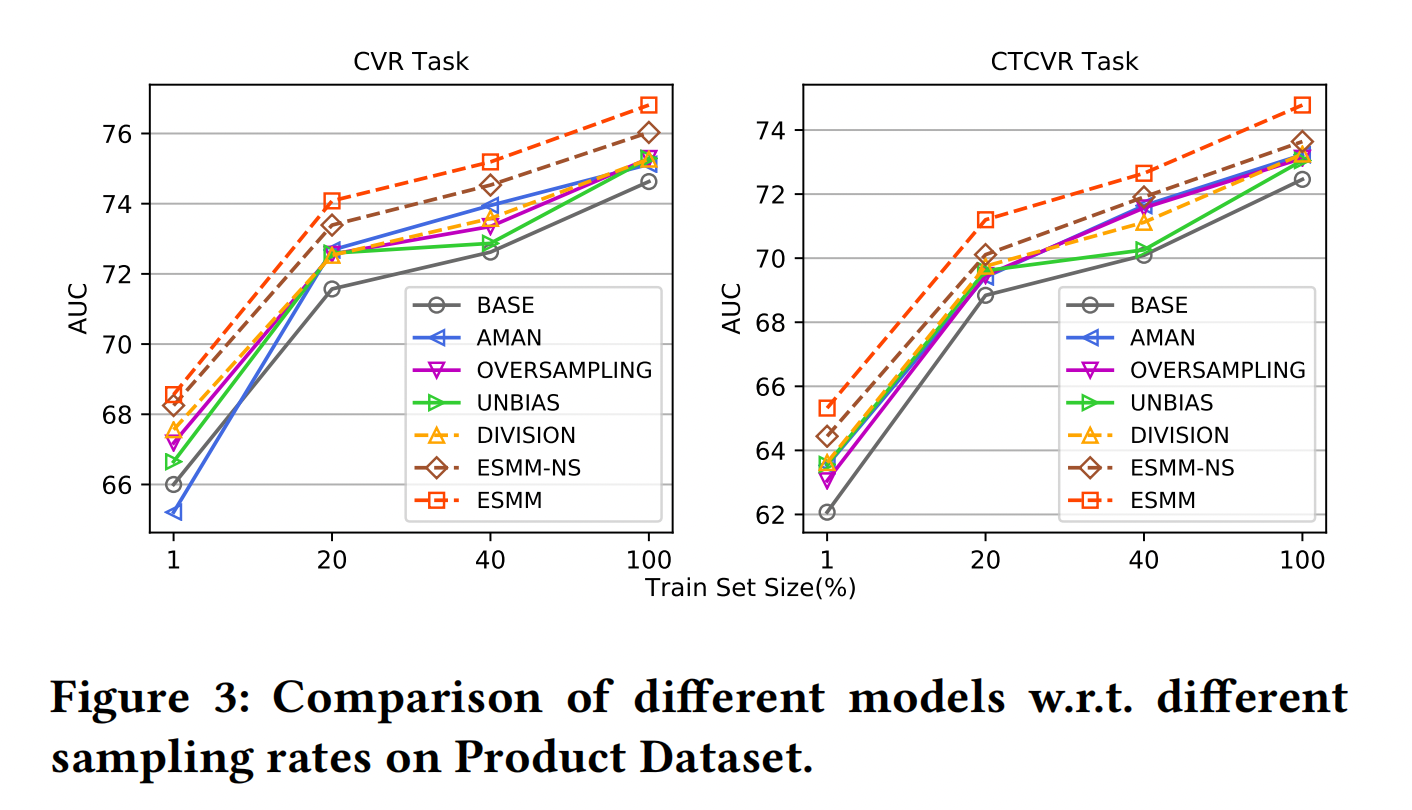 CVR Task
AUC
76
74
72
70
68
66
1 20 40 100
BASE
AMAN
OVERSAMPLING
UNBIAS
DIVISION
ESMM-NS
ESMM
CTCVR Task
AUC
74
72
70
68
66
64
62
1 20 40 100
BASE
AMAN
OVERSAMPLING
UNBIAS
DIVISION
ESMM-NS
ESMM
Train Set Size(%)
Figure 3: Comparison of different models w.r.t. different
sampling rates on Product Dataset.